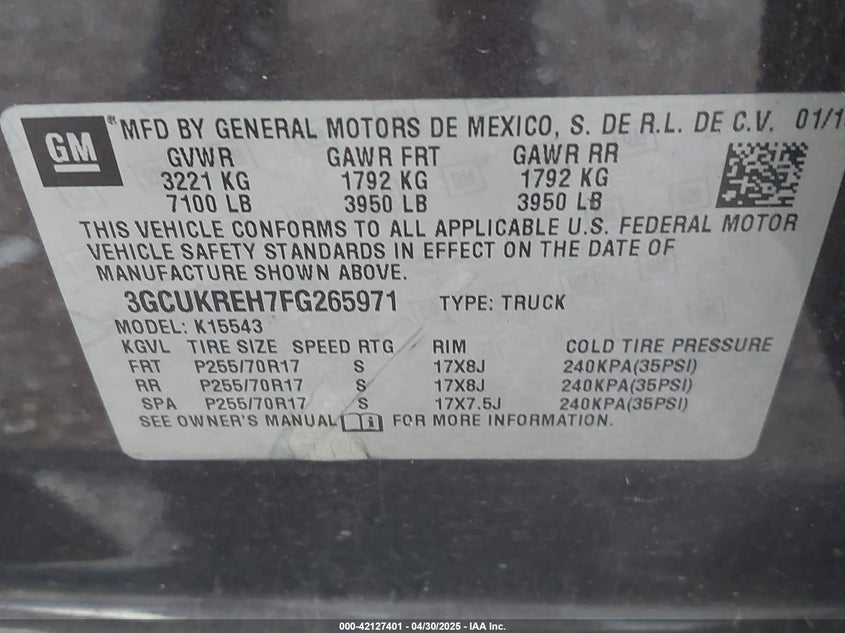 GM ® MFD BY GENERAL MOTORS DE MEXICO, S. DE R.L. DE C.V. 01/1
GVWR GAWR FRT GAWR RR
3221 KG 1792 KG 1792 KG
7100 LB 3950 LB 3950 LB
THIS VEHICLE CONFORMS TO ALL APPLICABLE U.S. FEDERAL MOTOR
VEHICLE SAFETY STANDARDS IN EFFECT ON THE DATE OF
MANUFACTURE SHOWN ABOVE.
3GCUKREH7FG265971 TYPE: TRUCK
MODEL: K15543
KGVL TIRE SIZE SPEED RTG RIM COLD TIRE PRESSURE
FRT P255/70R17 S 17X8J 240KPA(35PSI)
RR P255/70R17 S 17X8J 240KPA(35PSI)
SPA P255/70R17 S 17X7.5J 240KPA(35PSI)
SEE OWNER'S MANUAL i FOR MORE INFORMATION.
000-42127401 - 04/30/2025 - IAA Inc.